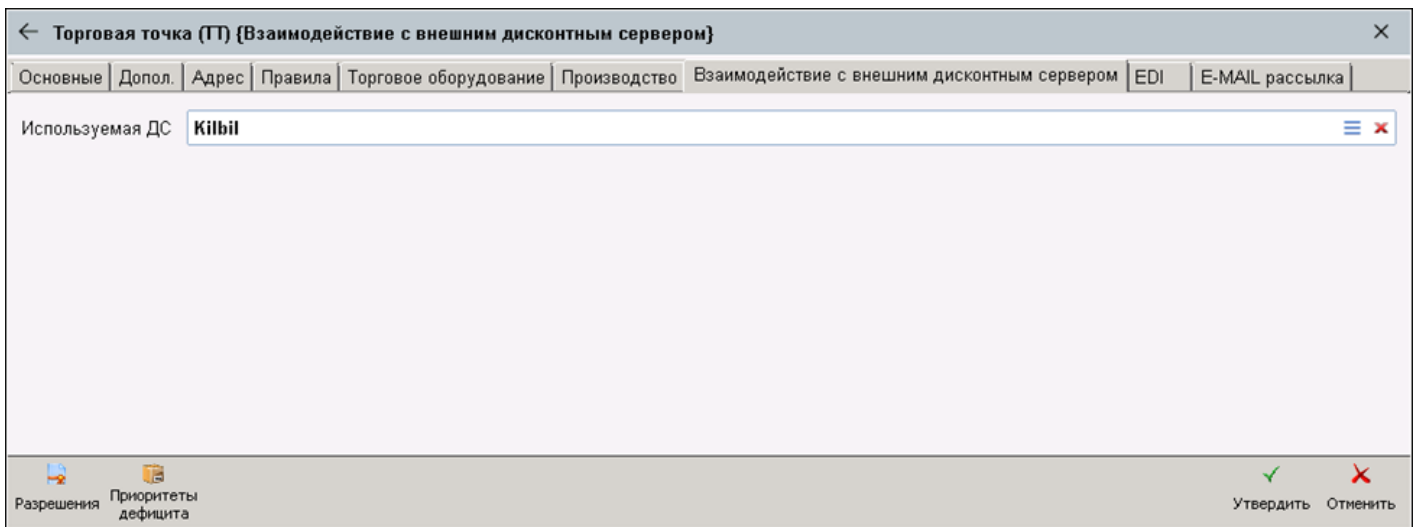 Торговая точка (ТТ) {Взаимодействие с внешним дисконтным сервером}
Основные Допол. Адрес Правила Торговое оборудование Производство Взаимодействие с внешним дисконтным сервером EDI E-MAIL рассылка
Используемая ДС Kilbil
Разрешения Приоритеты дефицита Утвердить Отменить